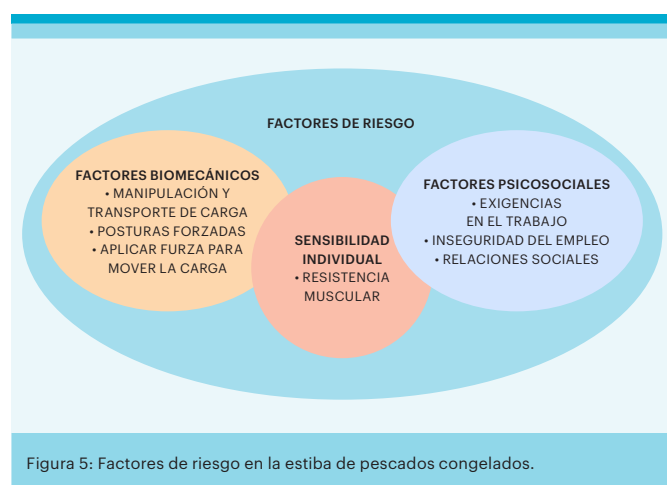 FACTORES DE RIESGO
FACTORES BIOMECÁNICOS
• MANIPULACIÓN Y
TRANSPORTE DE CARGA
• POSTURAS FORZADAS
• APLICAR FURZA PARA
MOVER LA CARGA
SENSIBILIDAD
INDIVIDUAL
• RESISTENCIA
MUSCULAR
FACTORES PSICOSOCIALES
• EXIGENCIAS
EN EL TRABAJO
• INSEGURIDAD DEL EMPLEO
• RELACIONES SOCIALES
Figura 5: Factores de riesgo en la estiba de pescados congelados.